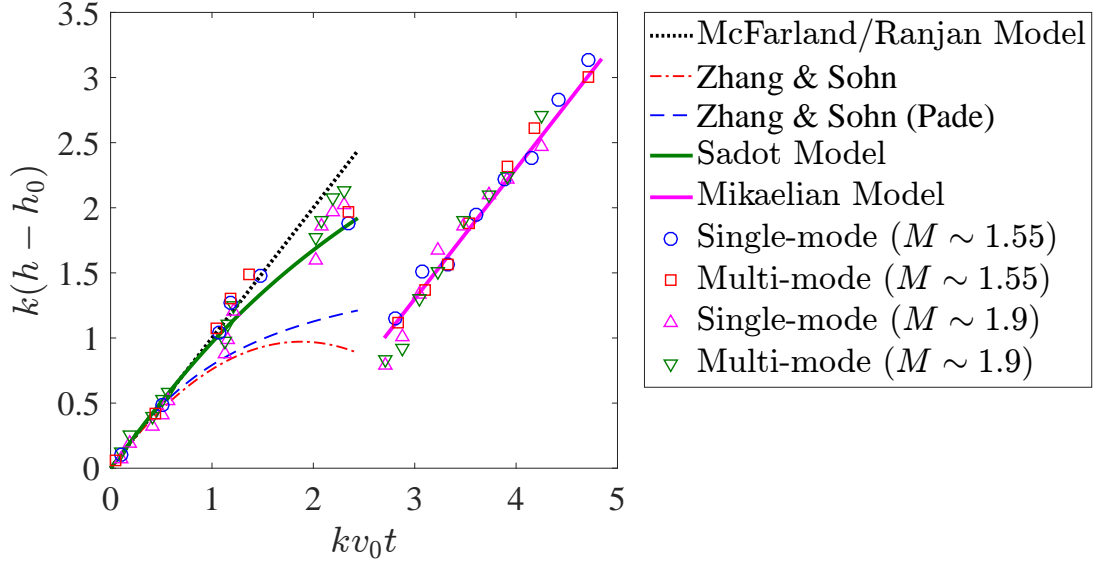 3.5
3
2.5
2
1.5
1
0.5
0
k(h − h₀)
0 1 2 3 4 5
kv₀t
McFarland/Ranjan Model
Zhang & Sohn
Zhang & Sohn (Pade)
Sadot Model
Mikaelian Model
Single-mode (M ∼ 1.55)
Multi-mode (M ∼ 1.55)
Single-mode (M ∼ 1.9)
Multi-mode (M ∼ 1.9)